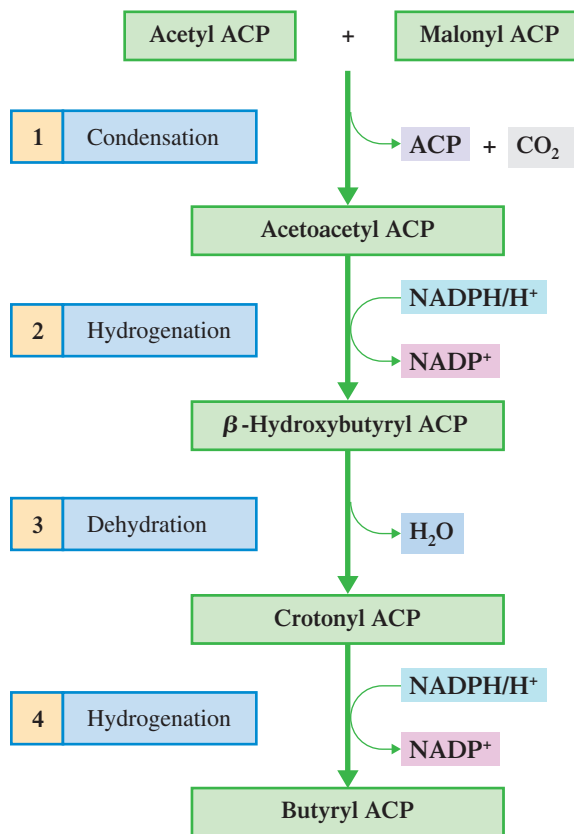 Acetyl ACP + Malonyl ACP
1 Condensation
ACP + CO₂
Acetoacetyl ACP
NADPH/H⁺
2 Hydrogenation
NADP⁺
β-Hydroxybutyryl ACP
3 Dehydration
H₂O
Crotonyl ACP
NADPH/H⁺
4 Hydrogenation
NADP⁺
Butyryl ACP